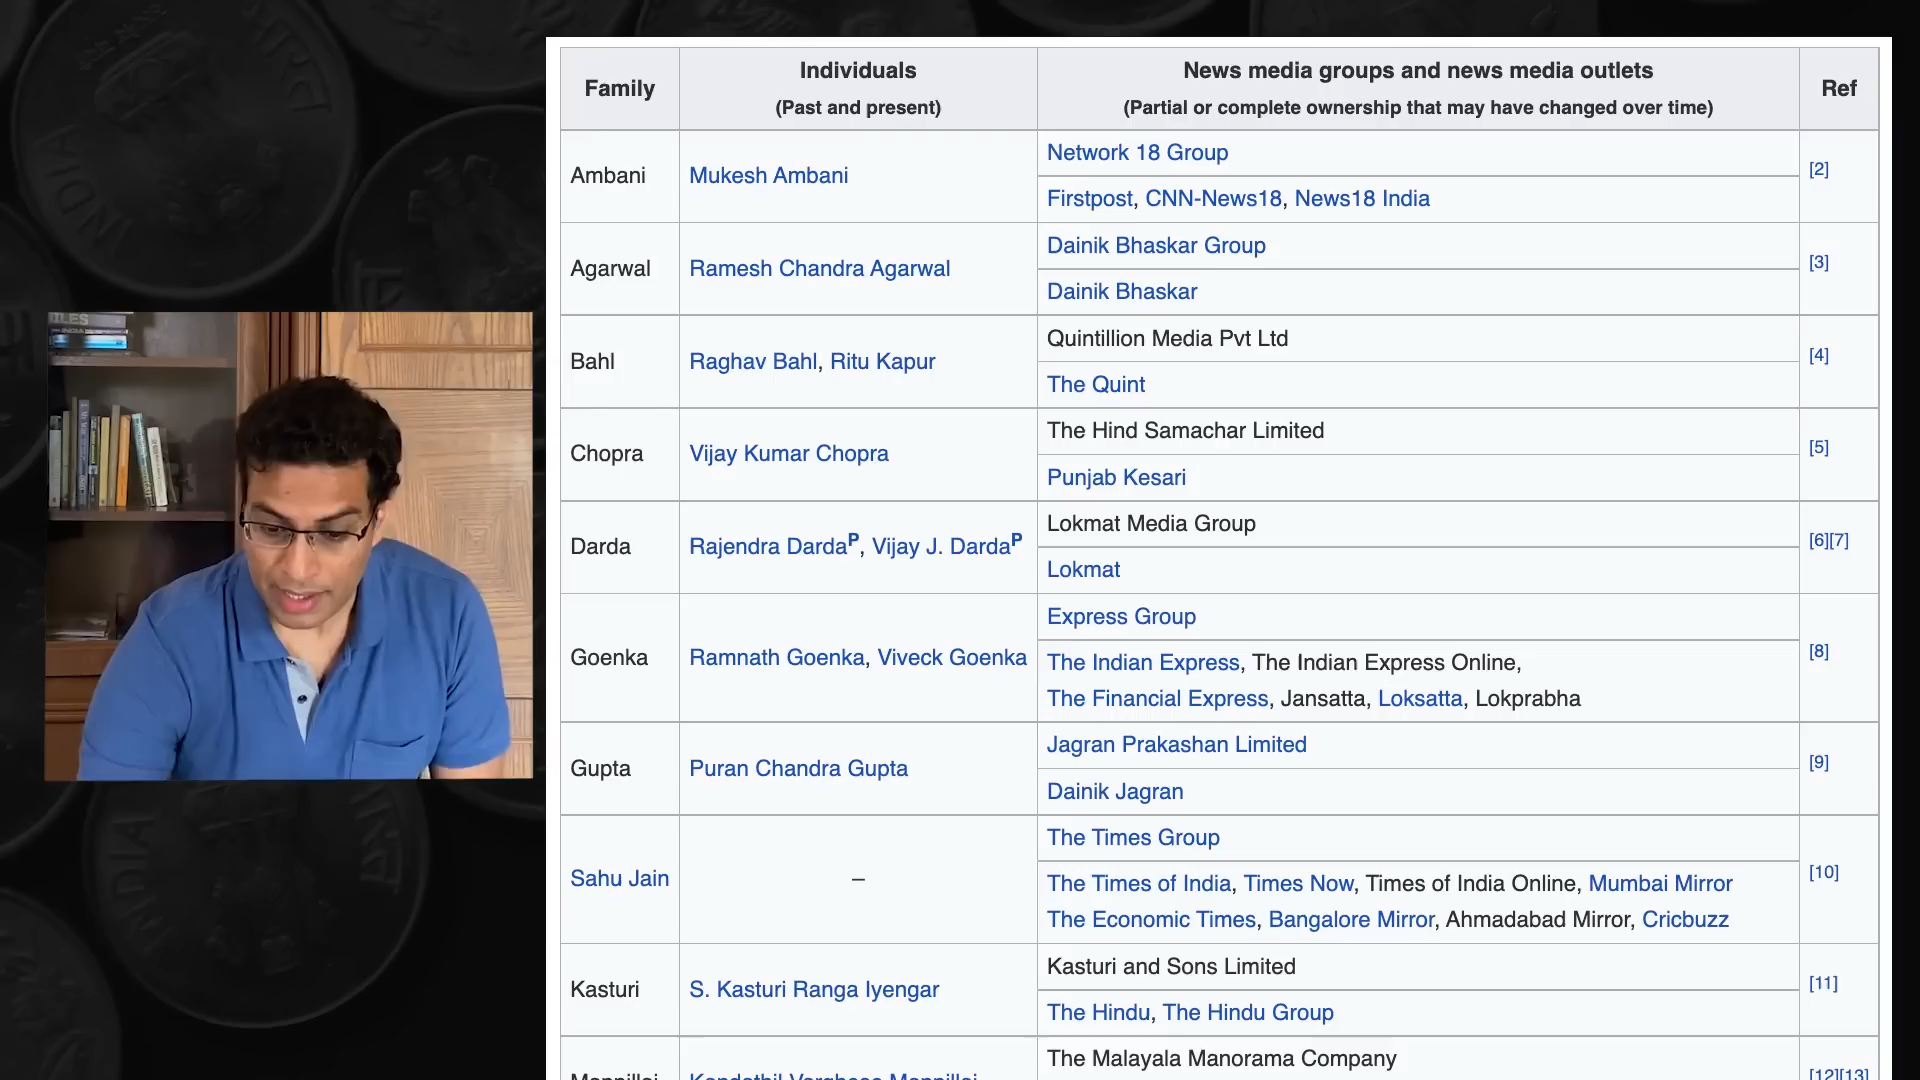 Family
Individuals
(Past and present)
News media groups and news media outlets
(Partial or complete ownership that may have changed over time)
Ref
Ambani
Mukesh Ambani
Network 18 Group
Firstpost, CNN-News18, News18 India
[2]
Agarwal
Ramesh Chandra Agarwal
Dainik Bhaskar Group
Dainik Bhaskar
[3]
Bahl
Raghav Bahl, Ritu Kapur
Quintillion Media Pvt Ltd
The Quint
[4]
Chopra
Vijay Kumar Chopra
The Hind Samachar Limited
Punjab Kesari
[5]
Darda
Rajendra DardaP, Vijay J. DardaP
Lokmat Media Group
Lokmat
[6][7]
Goenka
Ramnath Goenka, Viveck Goenka
Express Group
The Indian Express, The Indian Express Online,
The Financial Express, Jansatta, Loksatta, Lokprabha
[8]
Gupta
Puran Chandra Gupta
Jagran Prakashan Limited
Dainik Jagran
[9]
Sahu Jain
–
The Times Group
The Times of India, Times Now, Times of India Online, Mumbai Mirror
The Economic Times, Bangalore Mirror, Ahmadabad Mirror, Cricbuzz
[10]
Kasturi
S. Kasturi Ranga Iyengar
Kasturi and Sons Limited
The Hindu, The Hindu Group
[11]
The Malayala Manorama Company
[12][13]
INDIA
INDIA